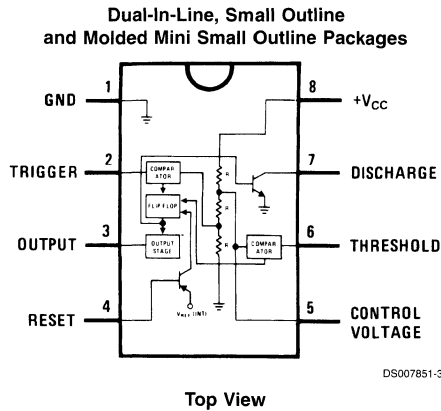 Dual-In-Line, Small Outline
and Molded Mini Small Outline Packages
1
GND
8
+VCC
2
TRIGGER
COMPAR
ATOR
R
7
DISCHARGE
FLIP FLOP
R
3
OUTPUT
OUTPUT
STAGE
R
COMPAR
ATOR
6
THRESHOLD
4
RESET
VREF (INT)
5
CONTROL
VOLTAGE
DS007851-3
Top View